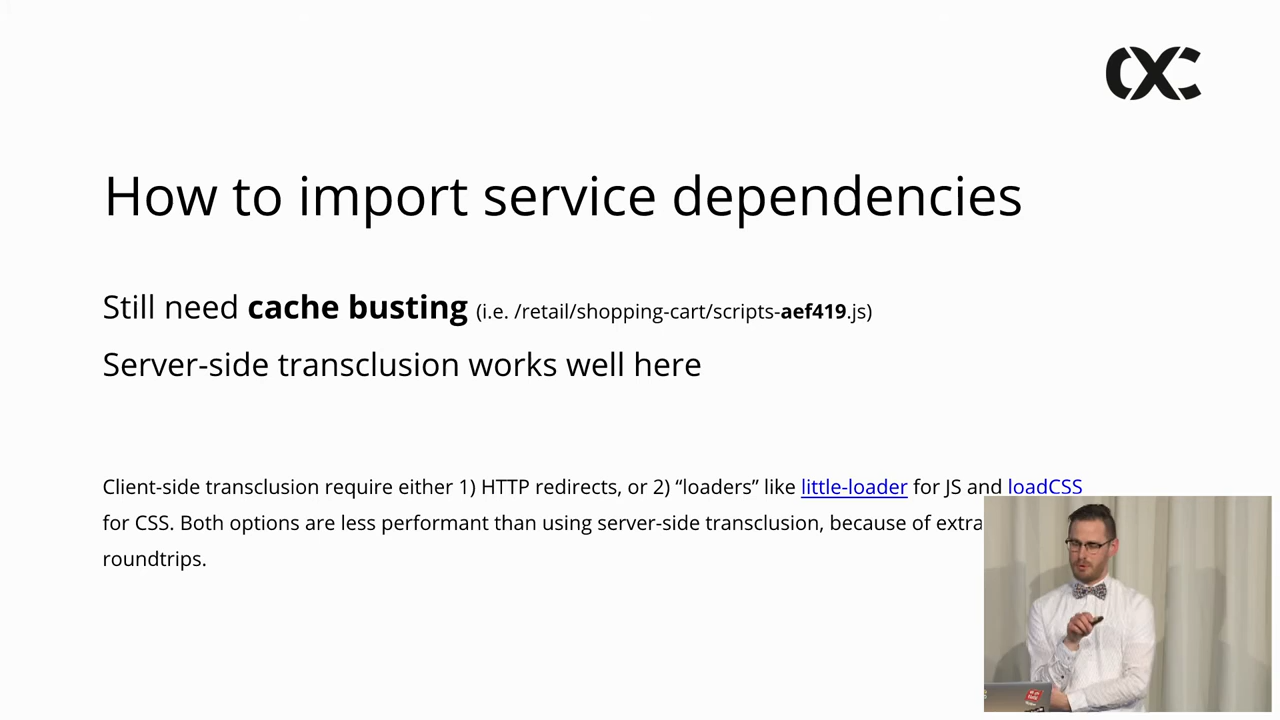 How to import service dependencies
Still need cache busting (i.e. /retail/shopping-cart/scripts-aef419.js)
Server-side transclusion works well here
Client-side transclusion require either 1) HTTP redirects, or 2) “loaders” like little-loader for JS and loadCSS
for CSS. Both options are less performant than using server-side transclusion, because of extra
roundtrips.